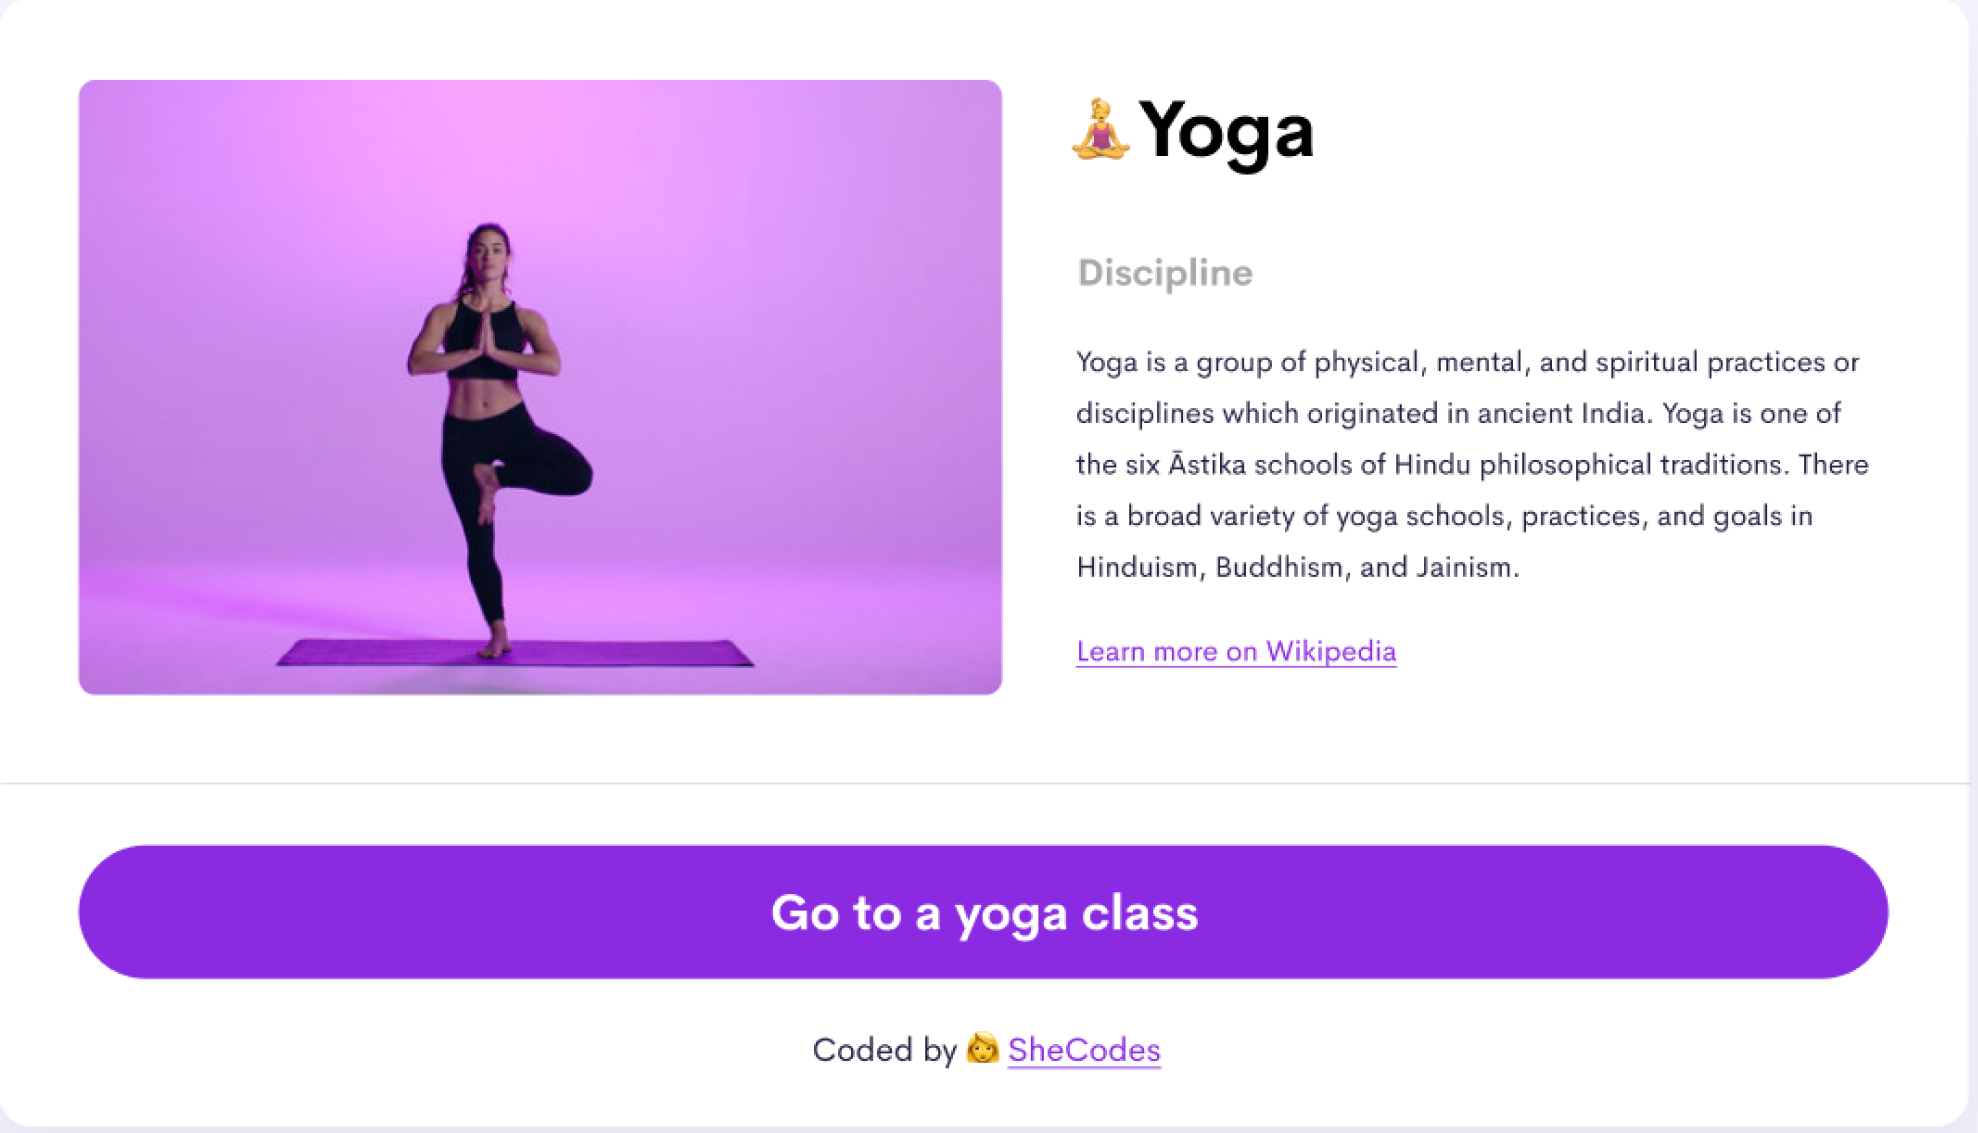 🧘‍♀️Yoga
Discipline
Yoga is a group of physical, mental, and spiritual practices or
disciplines which originated in ancient India. Yoga is one of
the six Āstika schools of Hindu philosophical traditions. There
is a broad variety of yoga schools, practices, and goals in
Hinduism, Buddhism, and Jainism.
Learn more on Wikipedia
Go to a yoga class
Coded by 👩 SheCodes